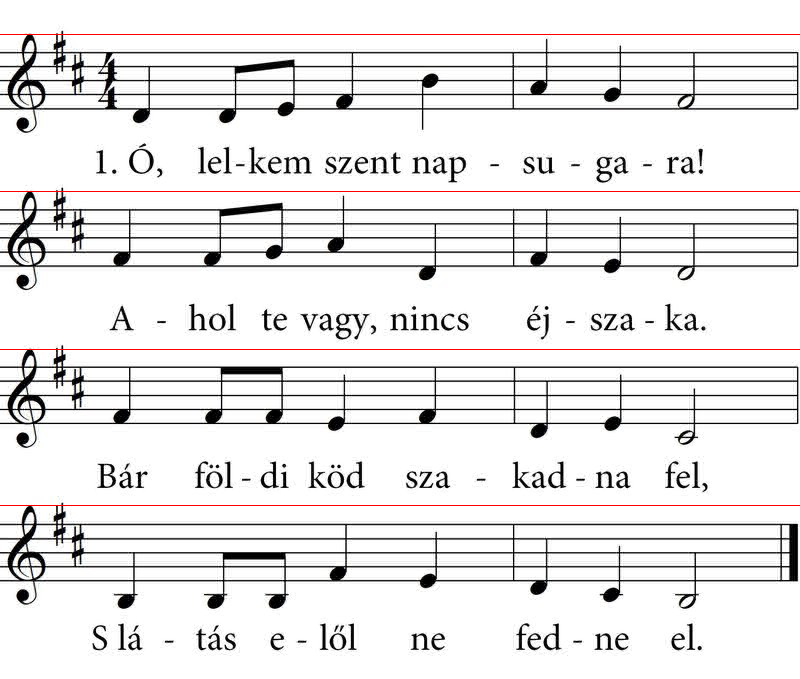 4
4
1. Ó, lel-kem szent nap - su - ga - ra!
A - hol te vagy, nincs éj - sza - ka.
Bár föl - di köd sza - kad - na fel,
S lá - tás e - lől ne fed - ne el.